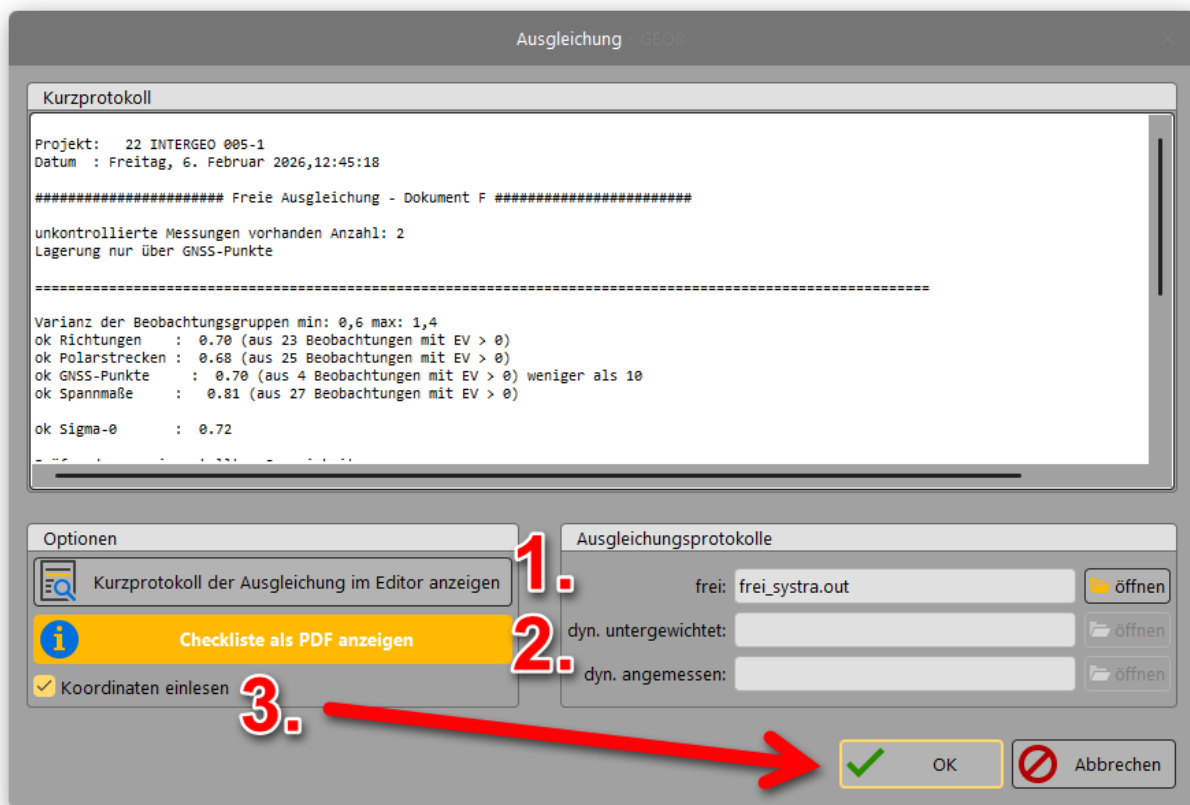 Ausgleichung - GEO8
Kurzprotokoll
Projekt: 22 INTERGEO 005-1
Datum : Freitag, 6. Februar 2026,12:45:18
####################### Freie Ausgleichung - Dokument F ########################
unkontrollierte Messungen vorhanden Anzahl: 2
Lagerung nur über GNSS-Punkte
=============================================================================================================
Varianz der Beobachtungsgruppen min: 0,6 max: 1,4
ok Richtungen : 0.70 (aus 23 Beobachtungen mit EV > 0)
ok Polarstrecken : 0.68 (aus 25 Beobachtungen mit EV > 0)
ok GNSS-Punkte : 0.70 (aus 4 Beobachtungen mit EV > 0) weniger als 10
ok Spannmaße : 0.81 (aus 27 Beobachtungen mit EV > 0)
ok Sigma-0 : 0.72
Optionen
Kurzprotokoll der Ausgleichung im Editor anzeigen
1.
Checkliste als PDF anzeigen
2.
Koordinaten einlesen
3.
Ausgleichungsprotokolle
frei: frei_systra.out öffnen
dyn. untergewichtet: öffnen
dyn. angemessen: öffnen
OK
Abbrechen